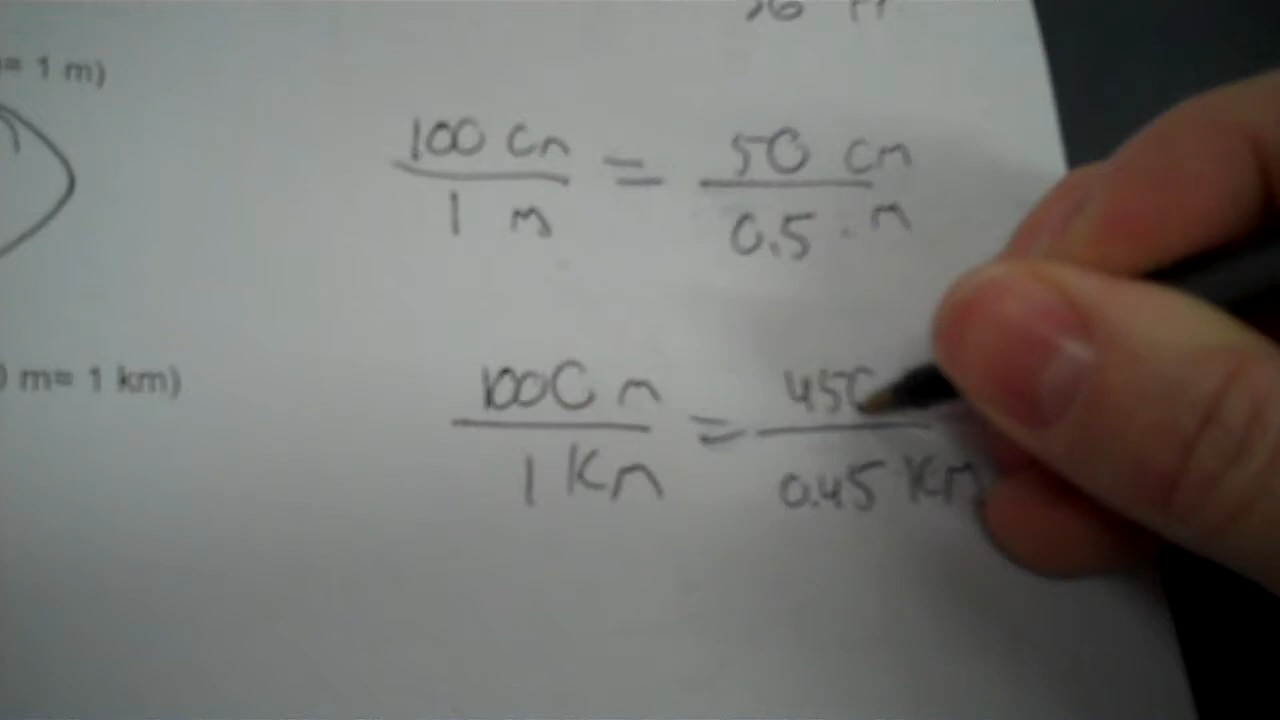 = 1 m)
100 cm = 50 cm
1 m 0.5 m
m= 1 km)
1000 m = 450
1 Km 0.45 Km